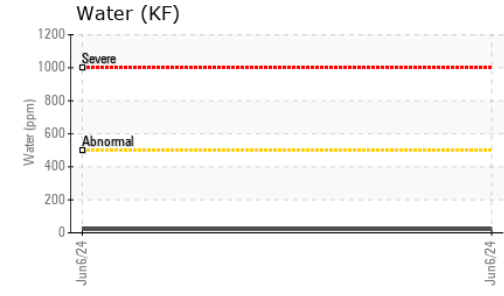 Water (KF)
1200
Severe
1000
800
Water (ppm)
600
Abnormal
400
200
0
Jun6/24
Jun6/24